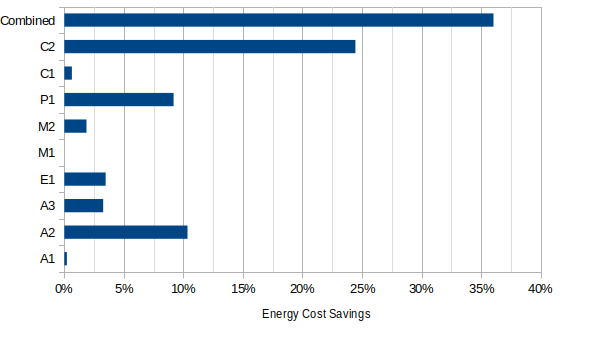 Combined
C2
C1
P1
M2
M1
E1
A3
A2
A1
0% 5% 10% 15% 20% 25% 30% 35% 40%
Energy Cost Savings